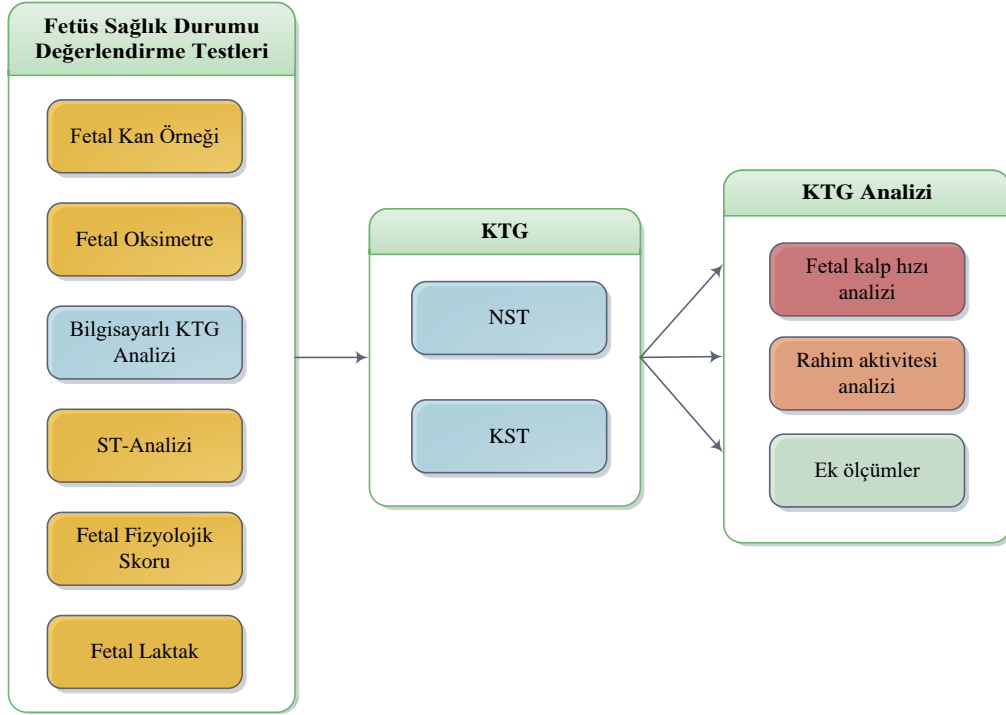 Fetüs Sağlık Durumu
Değerlendirme Testleri
Fetal Kan Örneği
Fetal Oksimetre
Bilgisayarlı KTG
Analizi
ST-Analizi
Fetal Fizyolojik
Skoru
Fetal Laktak
KTG
NST
KST
KTG Analizi
Fetal kalp hızı
analizi
Rahim aktivitesi
analizi
Ek ölçümler